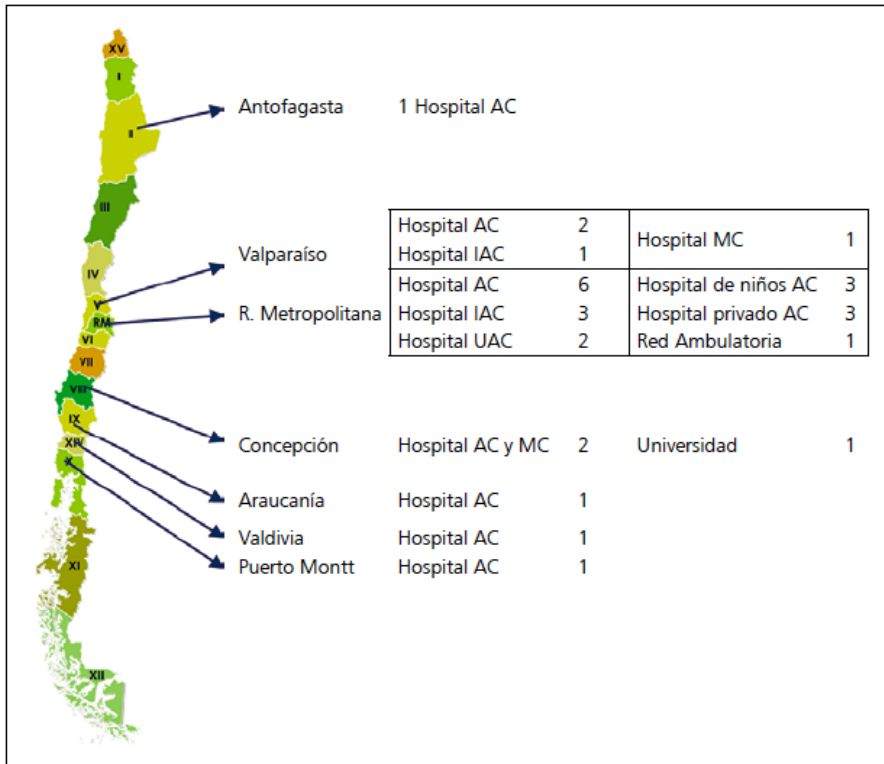 XV
I
II
Antofagasta 1 Hospital AC
III
IV
Valparaíso
Hospital AC 2
Hospital IAC 1
Hospital MC 1
V
RM
R. Metropolitana
Hospital AC 6 Hospital de niños AC 3
Hospital IAC 3 Hospital privado AC 3
Hospital UAC 2 Red Ambulatoria 1
VI
VII
VIII
IX
XIV
X
Concepción Hospital AC y MC 2 Universidad 1
Araucanía Hospital AC 1
Valdivia Hospital AC 1
Puerto Montt Hospital AC 1
XI
XII